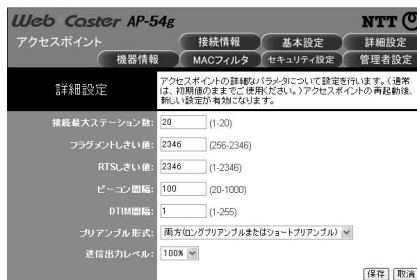 Web Caster AP-54g
NTT
アクセスポイント
接続情報 基本設定 詳細設定
機器情報 MACフィルタ セキュリティ設定 管理者設定
詳細設定
アクセスポイントの詳細なパラメタについて設定を行います。(通常
は、初期値のままでご使用ください。)アクセスポイントの再起動後、
新しい設定が有効になります。
接続最大ステーション数: 20 (1-20)
フラグメントしきい値: 2346 (256-2346)
RTSしきい値: 2346 (1-2346)
ビーコン間隔: 100 (20-1000)
DTIM間隔: 1 (1-255)
プリアンブル形式: 両方(ロングプリアンブルまたはショートプリアンブル)
送信出力レベル: 100%
保存 取消